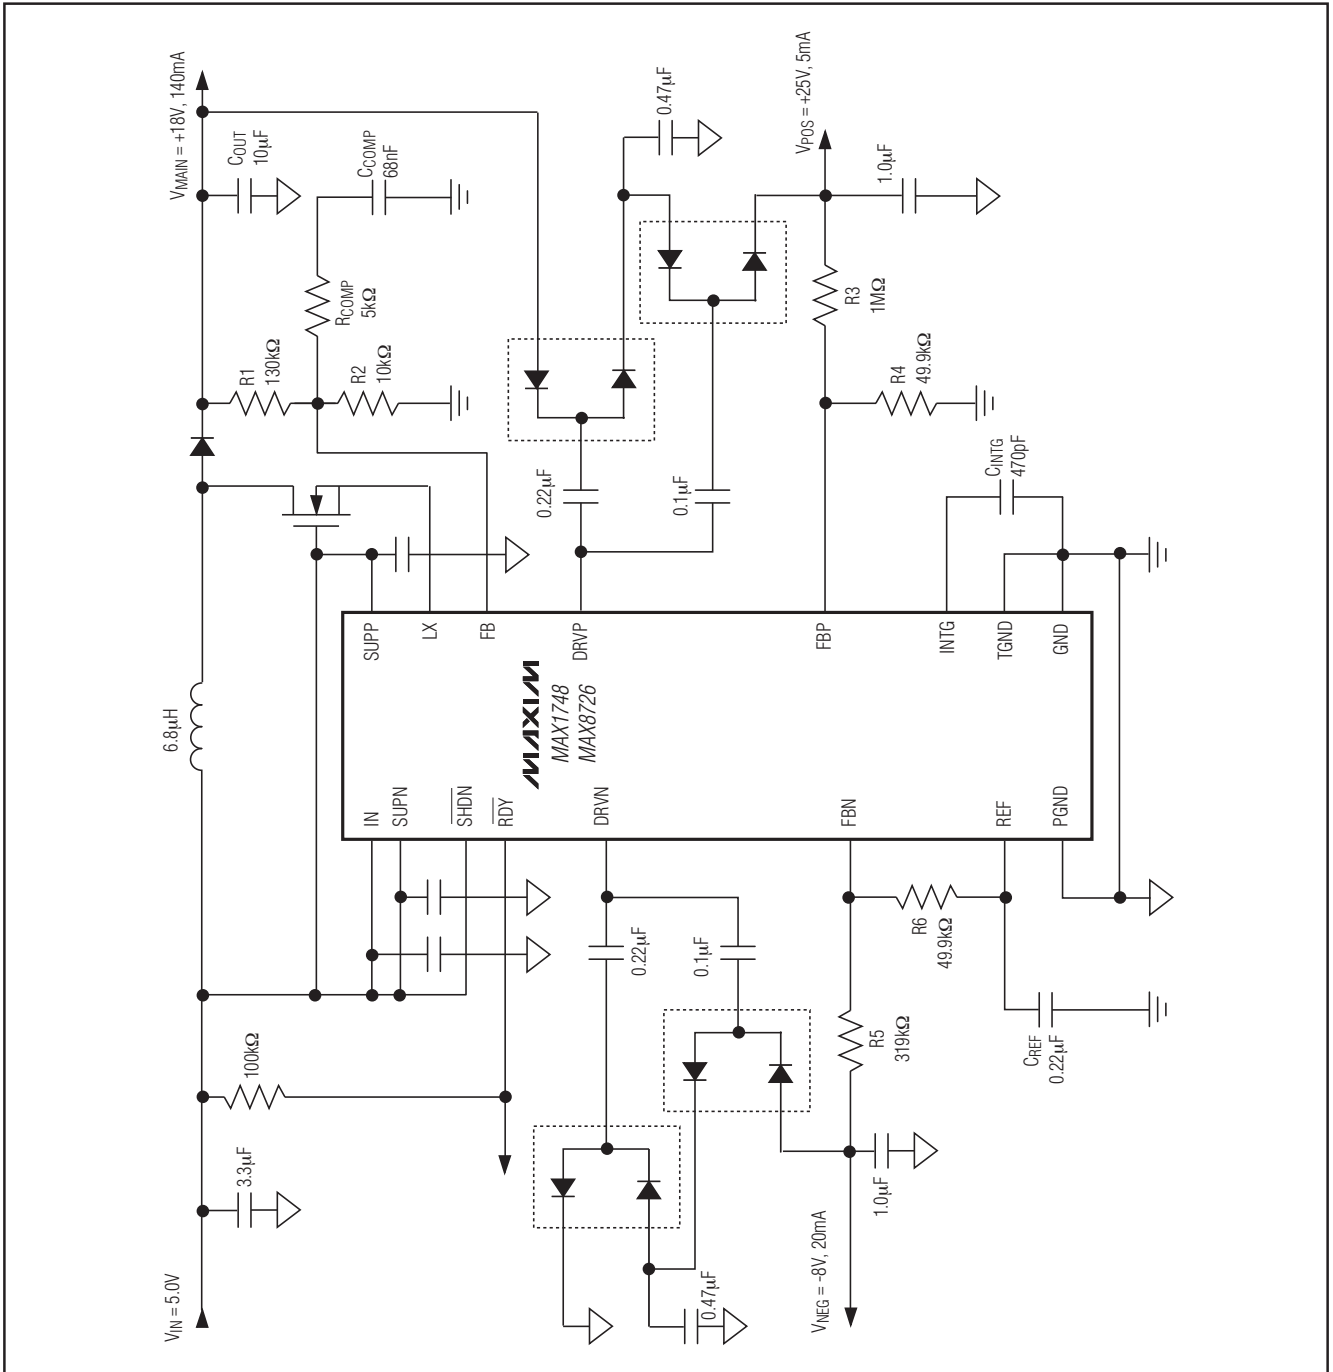 VIN = 5.0V
3.3μF
100kΩ
6.8μH
VMAIN = +18V, 140mA
COUT
10μF
CCOMP
68nF
RCOMP
5kΩ
R1
130kΩ
R2
10kΩ
0.47μF
VPOS = +25V, 5mA
1.0μF
R3
1MΩ
R4
49.9kΩ
0.22μF
0.1μF
CINTG
470pF
IN
SUPN
SHDN
RDY
DRVN
FBN
REF
PGND
SUPP
LX
FB
DRVP
FBP
INTG
TGND
GND
MAXIM
MAX1748
MAX8726
0.22μF
0.1μF
0.47μF
R6
49.9kΩ
R5
319kΩ
CREF
0.22μF
1.0μF
VNEG = -8V, 20mA